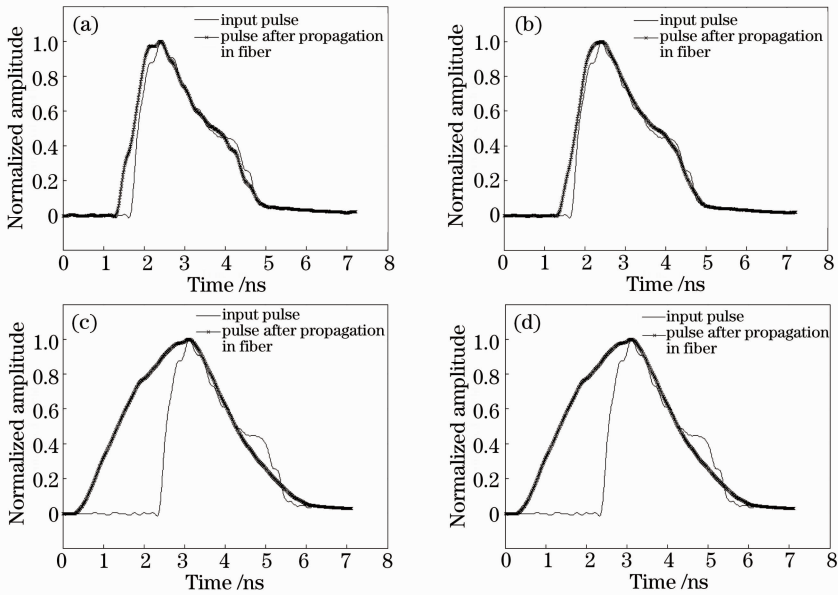 (a)
input pulse
pulse after propagation
in fiber
Normalized amplitude
1.0
0.8
0.6
0.4
0.2
0
0 1 2 3 4 5 6 7 8
Time /ns
(b)
input pulse
pulse after propagation
in fiber
Normalized amplitude
1.0
0.8
0.6
0.4
0.2
0
0 1 2 3 4 5 6 7 8
Time /ns
(c)
input pulse
pulse after propagation
in fiber
Normalized amplitude
1.0
0.8
0.6
0.4
0.2
0
0 1 2 3 4 5 6 7 8
Time /ns
(d)
input pulse
pulse after propagation
in fiber
Normalized amplitude
1.0
0.8
0.6
0.4
0.2
0
0 1 2 3 4 5 6 7 8
Time /ns